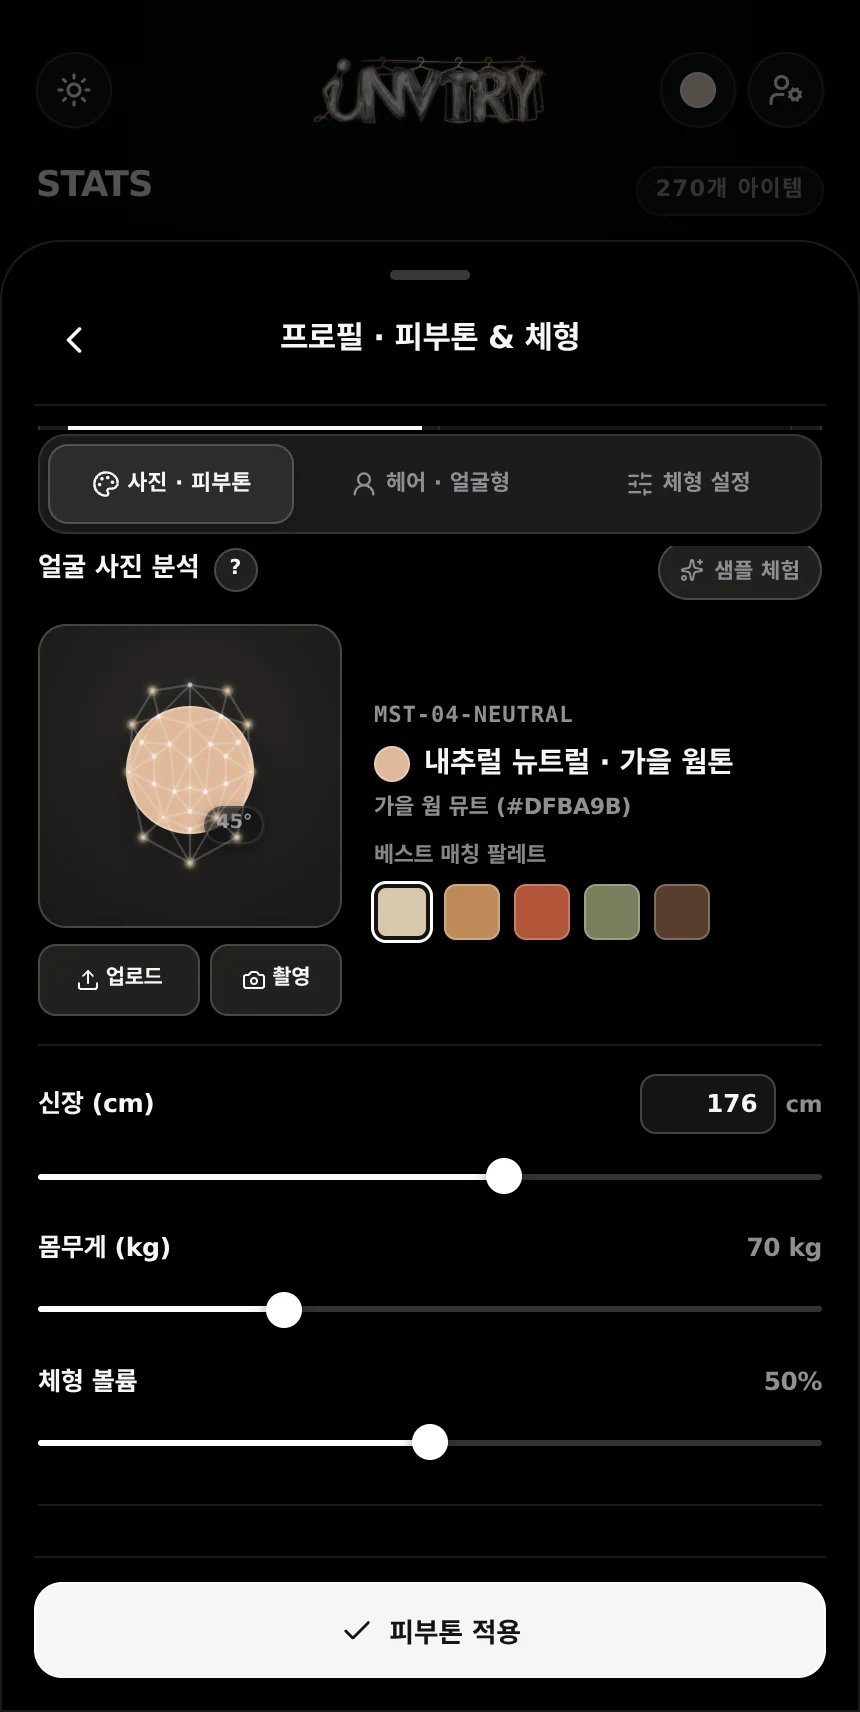 iNVTRY
STATS
270개 아이템
프로필 · 피부톤 & 체형
사진 · 피부톤
헤어 · 얼굴형
체형 설정
얼굴 사진 분석 ?
샘플 체험
MST-04-NEUTRAL
내추럴 뉴트럴 · 가을 웜톤
가을 웜 뮤트 (#DFBA9B)
45°
베스트 매칭 팔레트
업로드
촬영
신장 (cm)
176 cm
몸무게 (kg)
70 kg
체형 볼륨
50%
피부톤 적용